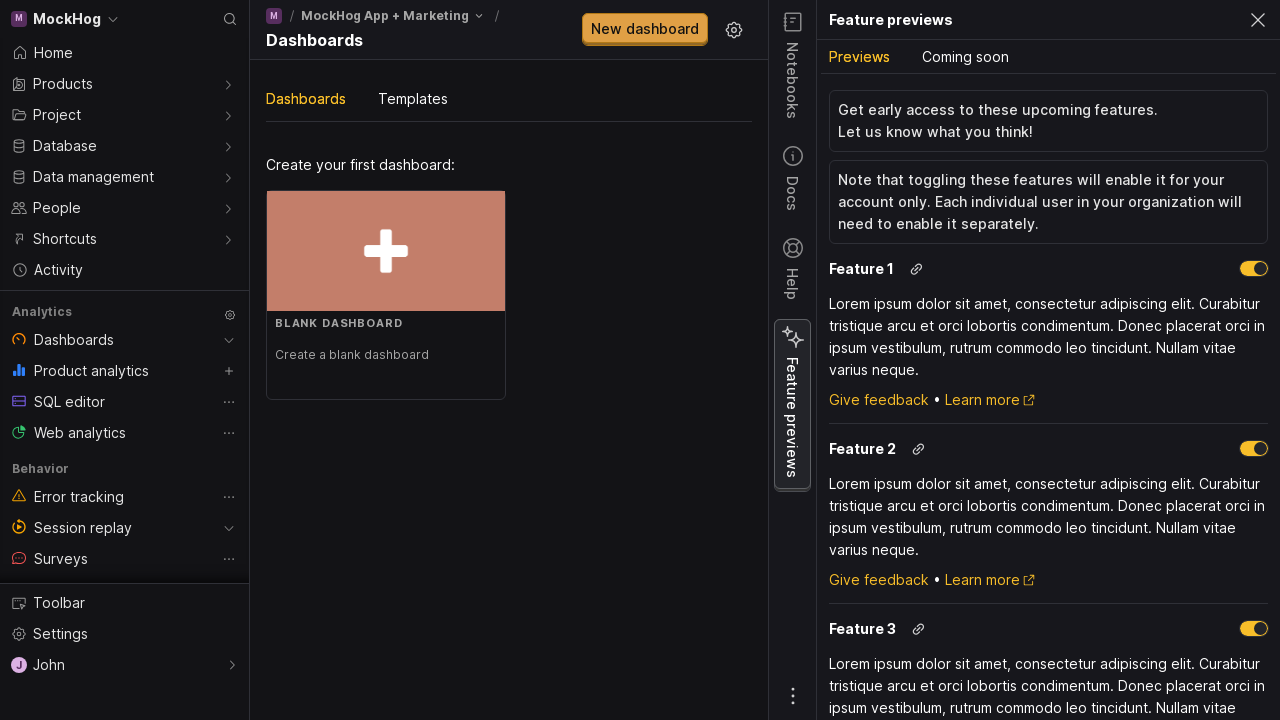 M MockHog
Home
Products
Project
Database
Data management
People
Shortcuts
Activity
Analytics
Dashboards
Product analytics
SQL editor
Web analytics
Behavior
Error tracking
Session replay
Surveys
Toolbar
Settings
J John
M / MockHog App + Marketing /
Dashboards
New dashboard
Dashboards Templates
Create your first dashboard:
BLANK DASHBOARD
Create a blank dashboard
Notebooks
Docs
Help
Feature previews
Feature previews
Previews Coming soon
Get early access to these upcoming features.
Let us know what you think!
Note that toggling these features will enable it for your
account only. Each individual user in your organization will
need to enable it separately.
Feature 1
Lorem ipsum dolor sit amet, consectetur adipiscing elit. Curabitur
tristique arcu et orci lobortis condimentum. Donec placerat orci in
ipsum vestibulum, rutrum commodo leo tincidunt. Nullam vitae
varius neque.
Give feedback • Learn more
Feature 2
Lorem ipsum dolor sit amet, consectetur adipiscing elit. Curabitur
tristique arcu et orci lobortis condimentum. Donec placerat orci in
ipsum vestibulum, rutrum commodo leo tincidunt. Nullam vitae
varius neque.
Give feedback • Learn more
Feature 3
Lorem ipsum dolor sit amet, consectetur adipiscing elit. Curabitur
tristique arcu et orci lobortis condimentum. Donec placerat orci in
ipsum vestibulum, rutrum commodo leo tincidunt. Nullam vitae